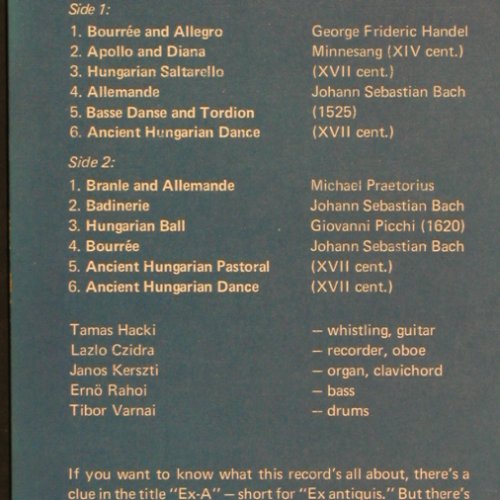 Side 1:
1. Bourrée and Allegro George Frideric Handel
2. Apollo and Diana Minnesang (XIV cent.)
3. Hungarian Saltarello (XVII cent.)
4. Allemande Johann Sebastian Bach
5. Basse Danse and Tordion (1525)
6. Ancient Hungarian Dance (XVII cent.)
Side 2:
1. Branle and Allemande Michael Praetorius
2. Badinerie Johann Sebastian Bach
3. Hungarian Ball Giovanni Picchi (1620)
4. Bourrée Johann Sebastian Bach
5. Ancient Hungarian Pastoral (XVII cent.)
6. Ancient Hungarian Dance (XVII cent.)
Tamas Hacki – whistling, guitar
Lazlo Czidra – recorder, oboe
Janos Kerszti – organ, clavichord
Ernö Rahoi – bass
Tibor Varnai -- drums
If you want to know what this record's all about, there's a
clue in the title "Ex-A" – short for "Ex antiquis." But there's